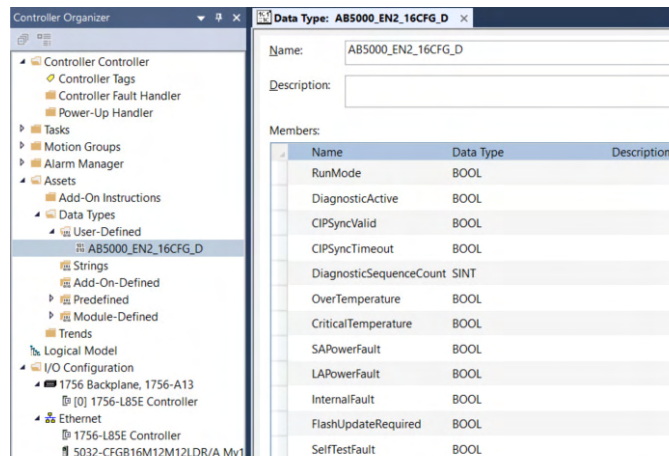 Controller Organizer
Controller Controller
Controller Tags
Controller Fault Handler
Power-Up Handler
Tasks
Motion Groups
Alarm Manager
Assets
Add-On Instructions
Data Types
User-Defined
AB5000_EN2_16CFG_D
Strings
Add-On-Defined
Predefined
Module-Defined
Trends
Logical Model
I/O Configuration
1756 Backplane, 1756-A13
[0] 1756-L85E Controller
Ethernet
1756-L85E Controller
5032-CFGB16M12M12LDR/A My1
Data Type: AB5000_EN2_16CFG_D
Name: AB5000_EN2_16CFG_D
Description:
Members:
Name Data Type Description
RunMode BOOL
DiagnosticActive BOOL
CIPSyncValid BOOL
CIPSyncTimeout BOOL
DiagnosticSequenceCount SINT
OverTemperature BOOL
CriticalTemperature BOOL
SAPowerFault BOOL
LAPowerFault BOOL
InternalFault BOOL
FlashUpdateRequired BOOL
SelfTestFault BOOL